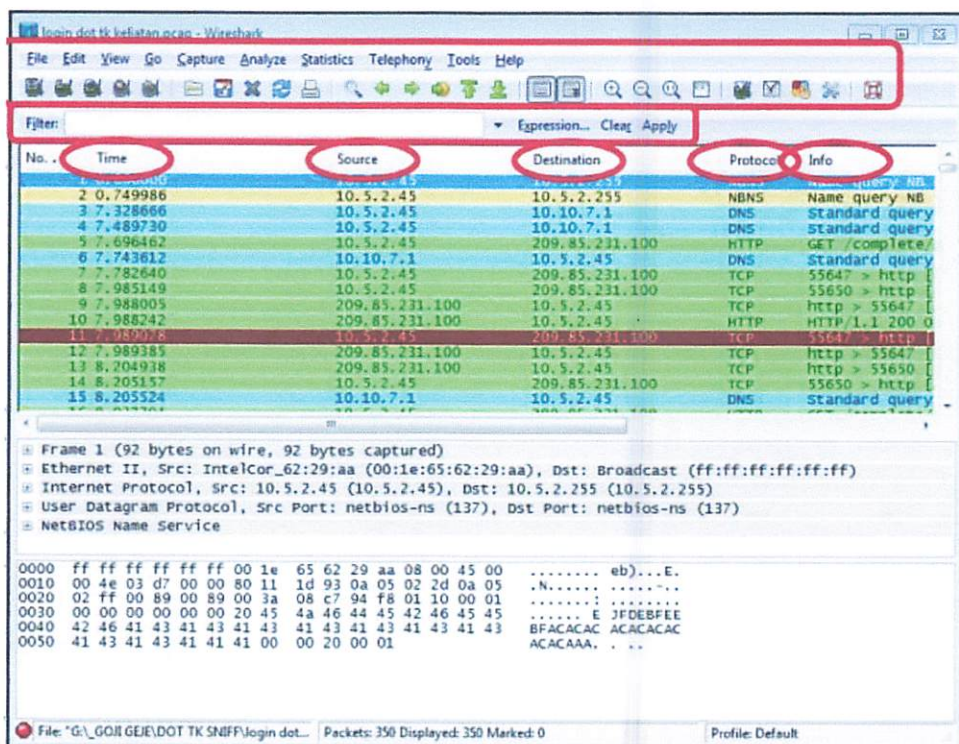 login dot tk keliatan.pcap - Wireshark
File Edit View Go Capture Analyze Statistics Telephony Tools Help
Filter: Expression... Clear Apply
No. . Time Source Destination Protocol Info
10.5.2.45 10.5.2.255 Name query NB
2 0.749986 10.5.2.45 10.5.2.255 NBNS Name query NB
3 7.328666 10.5.2.45 10.10.7.1 DNS Standard query
4 7.489730 10.5.2.45 10.10.7.1 DNS Standard query
5 7.696462 10.5.2.45 209.85.231.100 HTTP GET /complete/
6 7.743612 10.10.7.1 10.5.2.45 DNS Standard query
7 7.782640 10.5.2.45 209.85.231.100 TCP 55647 > http [
8 7.985149 10.5.2.45 209.85.231.100 TCP 55650 > http [
9 7.988005 209.85.231.100 10.5.2.45 TCP http > 55647 [
10 7.988242 209.85.231.100 10.5.2.45 HTTP HTTP/1.1 200 O
11 7.989078 10.5.2.45 209.85.231.100 TCP 55647 > http [
12 7.989385 209.85.231.100 10.5.2.45 TCP http > 55647 [
13 8.204938 209.85.231.100 10.5.2.45 TCP http > 55650 [
14 8.205157 10.5.2.45 209.85.231.100 TCP 55650 > http [
15 8.205524 10.10.7.1 10.5.2.45 DNS Standard query
Frame 1 (92 bytes on wire, 92 bytes captured)
Ethernet II, Src: IntelCor_62:29:aa (00:1e:65:62:29:aa), Dst: Broadcast (ff:ff:ff:ff:ff:ff)
Internet Protocol, Src: 10.5.2.45 (10.5.2.45), Dst: 10.5.2.255 (10.5.2.255)
User Datagram Protocol, Src Port: netbios-ns (137), Dst Port: netbios-ns (137)
NetBIOS Name Service
0000 ff ff ff ff ff ff 00 1e 65 62 29 aa 08 00 45 00 ........ eb)...E.
0010 00 4e 03 d7 00 00 80 11 1d 93 0a 05 02 2d 0a 05 .N...... .....-..
0020 02 ff 00 89 00 89 00 3a 08 c7 94 f8 01 10 00 01 .......: ........
0030 00 00 00 00 00 00 20 45 4a 46 44 45 42 46 45 45 ...... E JFDEBFEE
0040 42 46 41 43 41 43 41 43 41 43 41 43 41 43 41 43 BFACACAC ACACACAC
0050 41 43 41 43 41 41 41 00 00 20 00 01 ACACAAA. . ..
File: "G:\_GOJI GEJE\DOT TK SNIFF\login dot... Packets: 350 Displayed: 350 Marked: 0 Profile: Default